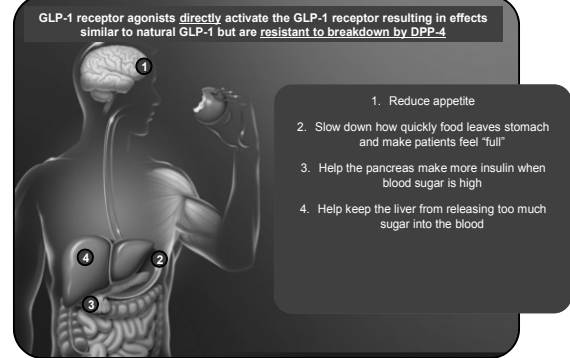 GLP-1 receptor agonists directly activate the GLP-1 receptor resulting in effects
similar to natural GLP-1 but are resistant to breakdown by DPP-4
1
1. Reduce appetite
2. Slow down how quickly food leaves stomach
and make patients feel “full”
3. Help the pancreas make more insulin when
blood sugar is high
4. Help keep the liver from releasing too much
sugar into the blood
4
2
3